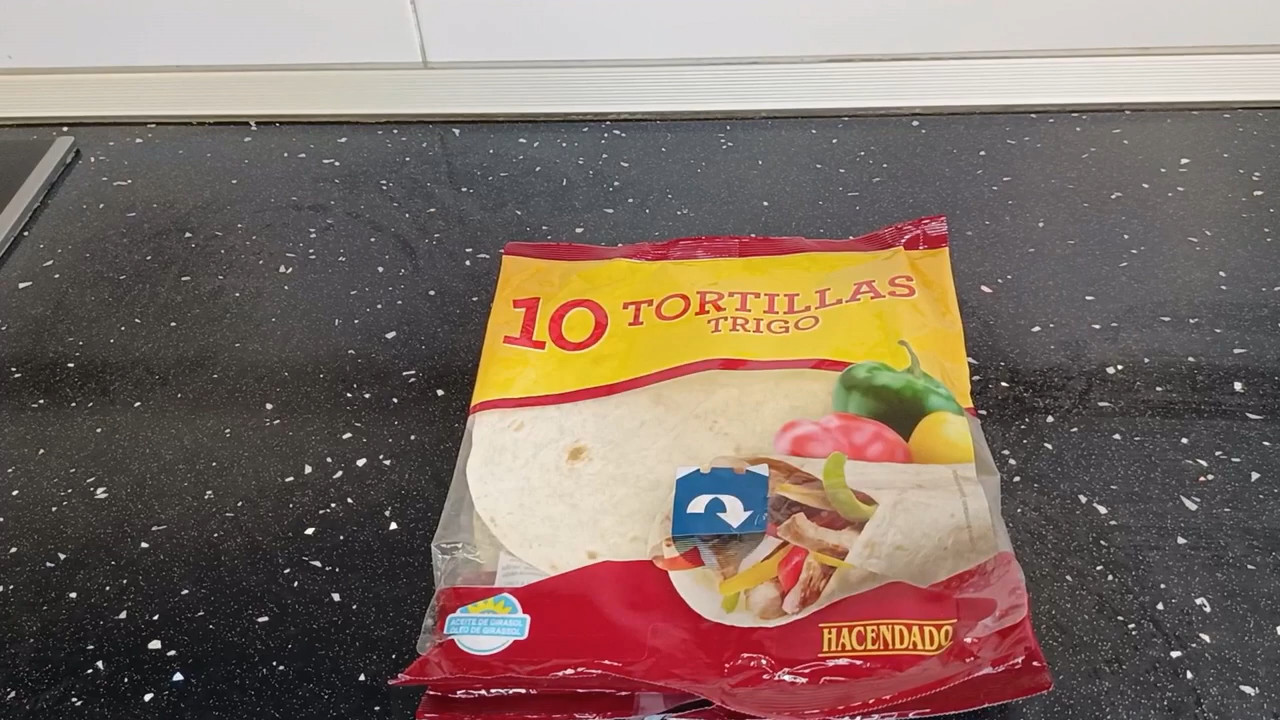 10 TORTILLAS
TRIGO
ACEITE DE GIRASOL
ÓLEO DE GIRASSOL
HACENDADO